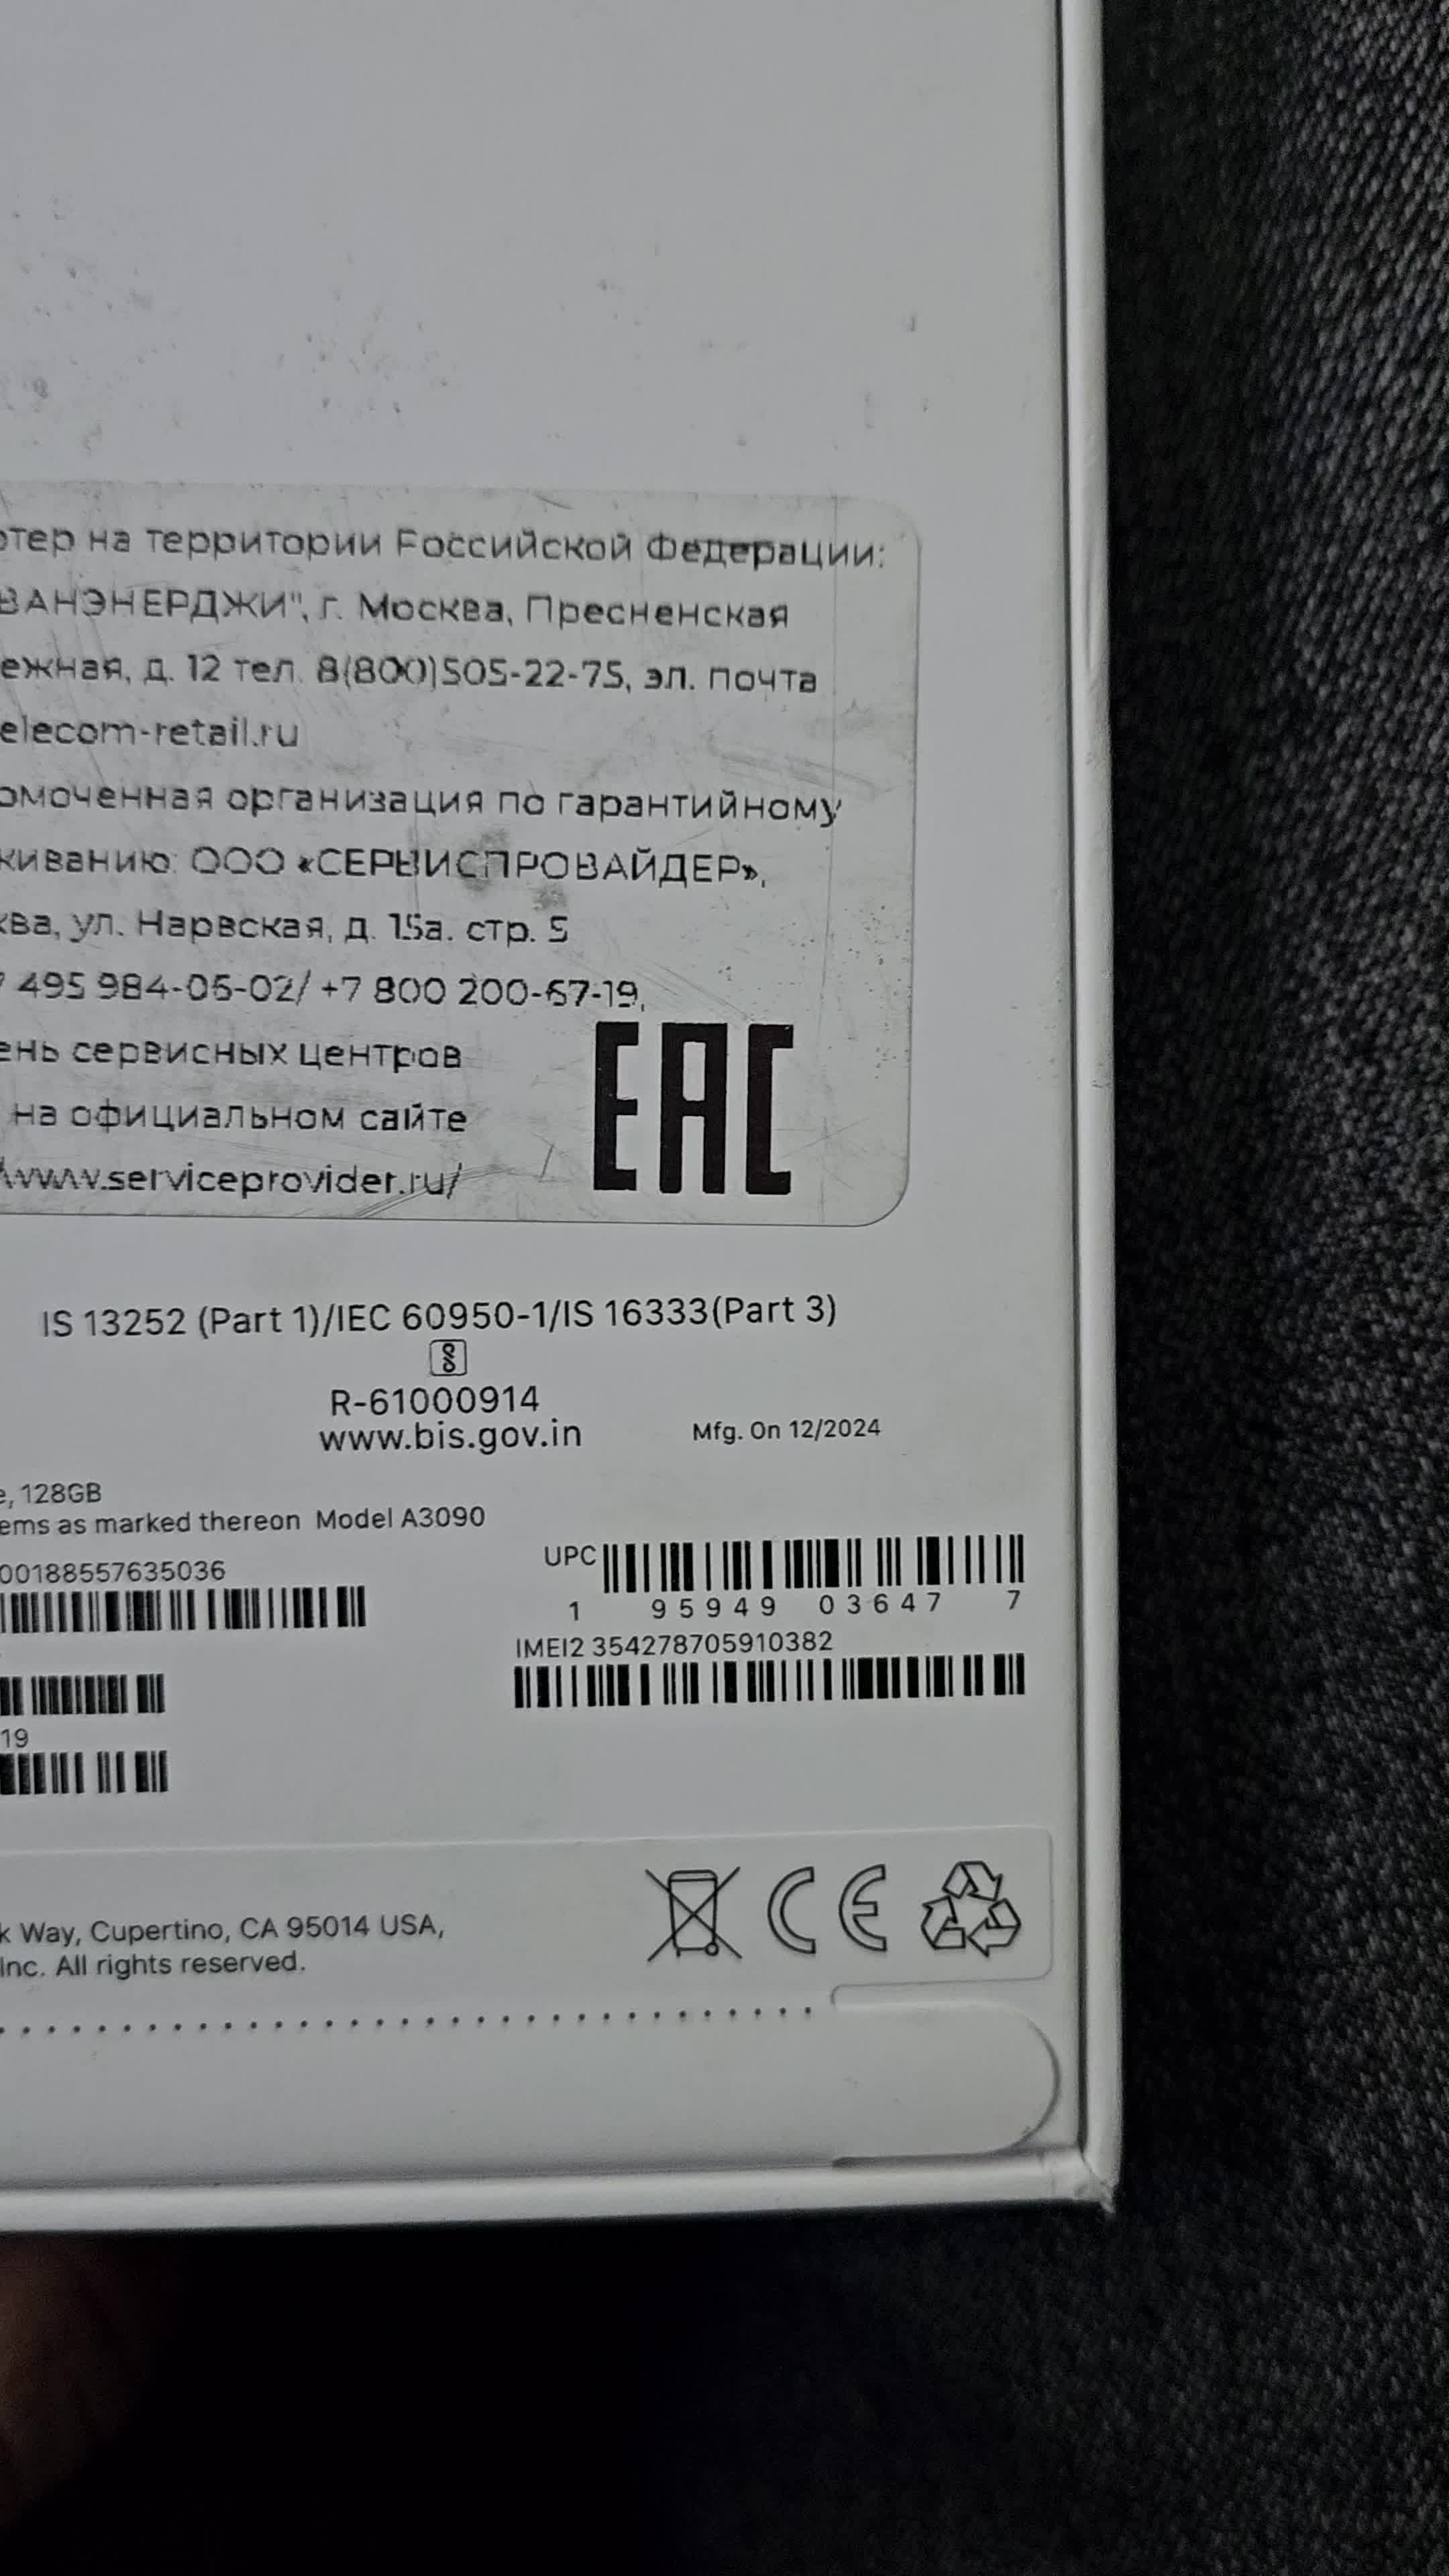 на территории Российской Федерации:
ВАНЭНЕРДЖИ", г. Москва, Пресненская
ежная, д. 12 тел. 8(800)505-22-75, эл. почта
elecom-retail.ru
омоченная организация по гарантийному
киванию: ООО «СЕРВИСПРОВАЙДЕР»,
ква, ул. Нарвская, д. 15а. стр. 5
495 984-06-02/ +7 800 200-67-19,
ень сервисных центров
на официальном сайте
www.serviceprovider.ru/
EAC
IS 13252 (Part 1)/IEC 60950-1/IS 16333(Part 3)
R-61000914
www.bis.gov.in
Mfg. On 12/2024
e, 128GB
ems as marked thereon Model A3090
00188557635036
UPC
1 95949 03647 7
IMEI2 354278705910382
19
k Way, Cupertino, CA 95014 USA,
Inc. All rights reserved.
CE